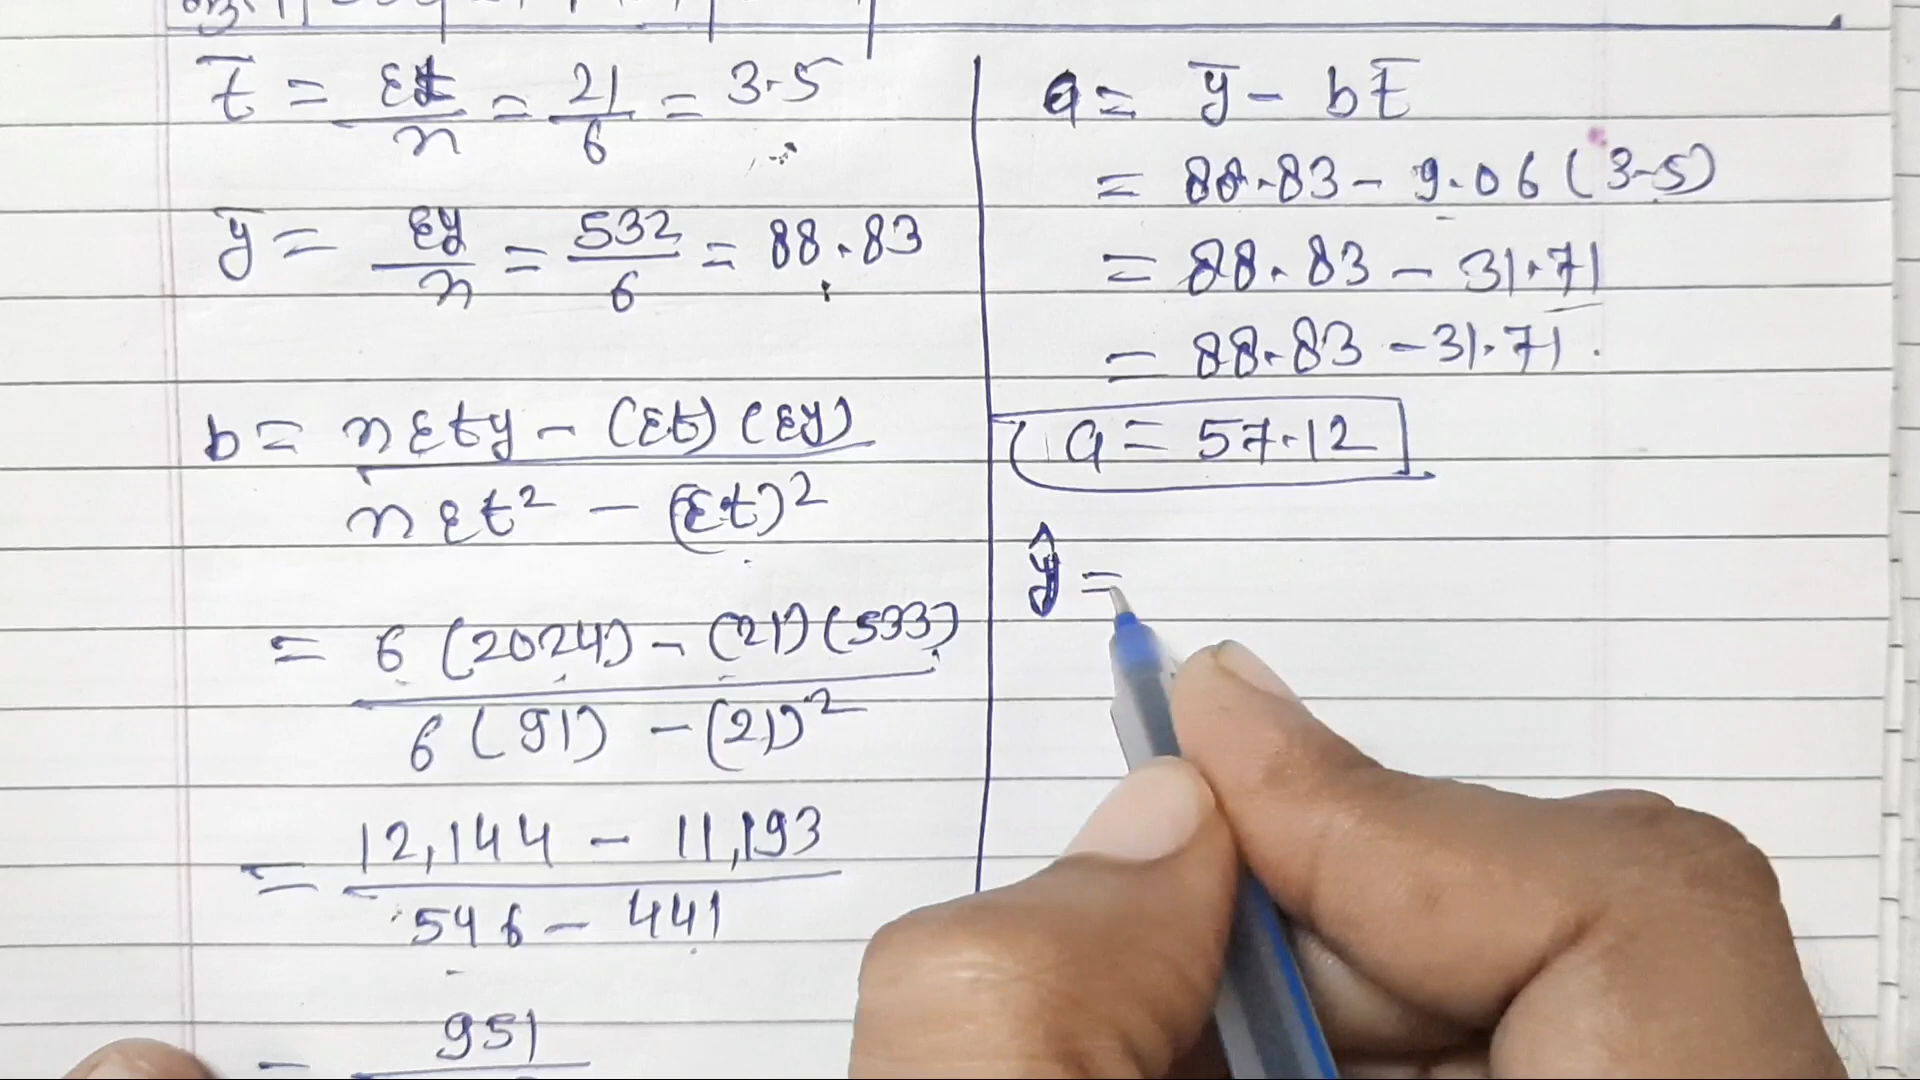 t̄ = Σt/n = 21/6 = 3.5
ȳ = Σy/n = 532/6 = 88.83
b = nΣty - (Σt) (Σy) / nΣt² - (Σt)²
= 6 (2024) - (21) (533) / 6 (91) - (21)²
= 12,144 - 11,193 / 546 - 441
= 951
a = ȳ - bt̄
= 88.83 - 9.06 (3.5)
= 88.83 - 31.71
= 88.83 - 31.71.
a = 57.12
ŷ =